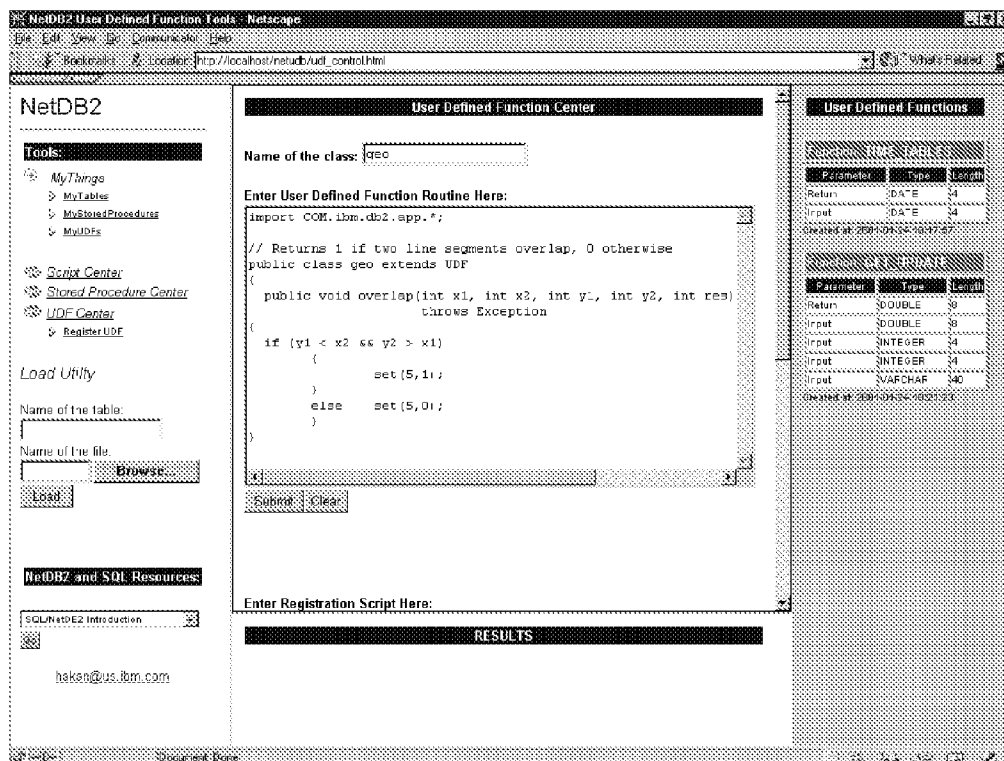 NetDB2 User Defined Function Tools - Netscape
File Edit View Go Communicator Help
Bookmarks Location: http://localhost/netudb/udf_control.html What's Related
NetDB2
Tools:
MyThings
MyTables
MyStoredProcedures
MyUDFs
Script Center
Stored Procedure Center
UDF Center
Register UDF
Load Utility
Name of the table:
Name of the file:
Browse...
Load
NetDB2 and SQL Resources:
SQL/NetDB2 Introduction
Go
hakan@us.ibm.com
User Defined Function Center
Name of the class: geo
Enter User Defined Function Routine Here:
import COM.ibm.db2.app.*;
// Returns 1 if two line segments overlap, 0 otherwise
public class geo extends UDF
{
public void overlap(int x1, int x2, int y1, int y2, int res)
throws Exception
{
if (y1 < x2 && y2 > x1)
{
set(5,1);
}
else set(5,0);
}
}
Submit Clear
Enter Registration Script Here:
RESULTS
User Defined Functions
Parameter Type Length
Return DATE 4
Input DATE 4
Created at:
Parameter Type Length
Return DOUBLE 8
Input DOUBLE 8
Input INTEGER 4
Input INTEGER 4
Input VARCHAR 40
Created at:
Document: Done